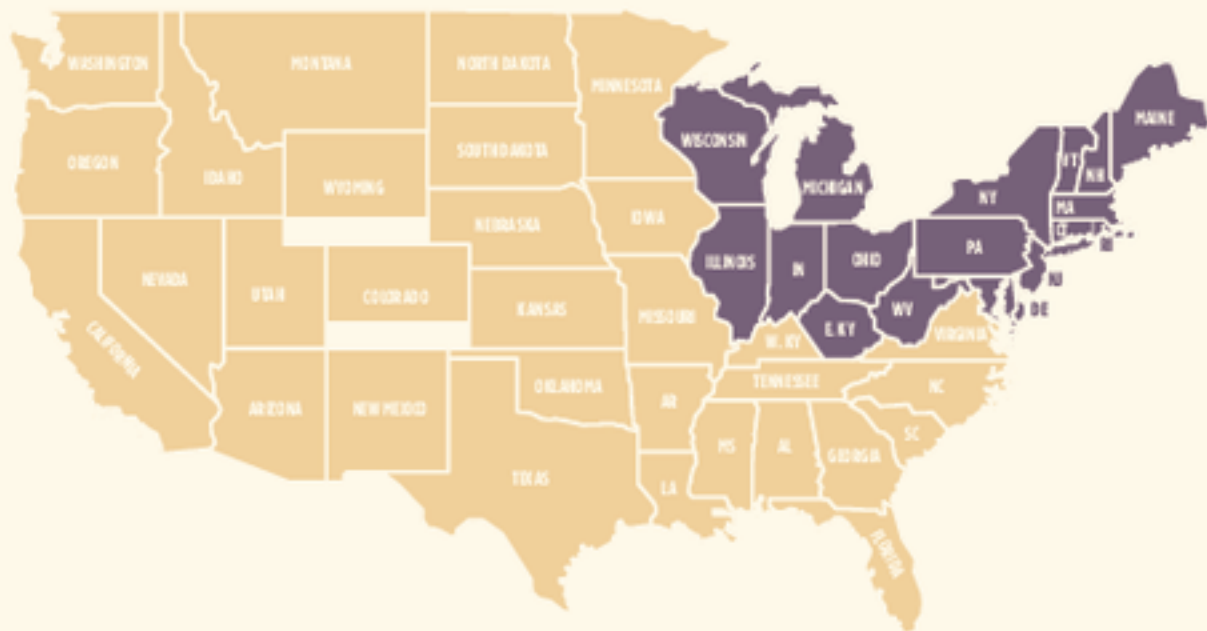 WASHINGTON
MONTANA
NORTH DAKOTA
MINNESOTA
MAINE
OREGON
IDAHO
WYOMING
SOUTH DAKOTA
WISCONSIN
MICHIGAN
VT
NH
NY
MA
CT
RI
NEBRASKA
IOWA
NEVADA
UTAH
COLORADO
KANSAS
MISSOURI
ILLINOIS
IN
OHIO
PA
NJ
DE
WV
E. KY
W. KY
VIRGINIA
CALIFORNIA
ARIZONA
NEW MEXICO
OKLAHOMA
AR
TENNESSEE
NC
SC
TEXAS
LA
MS
AL
GEORGIA
FLORIDA